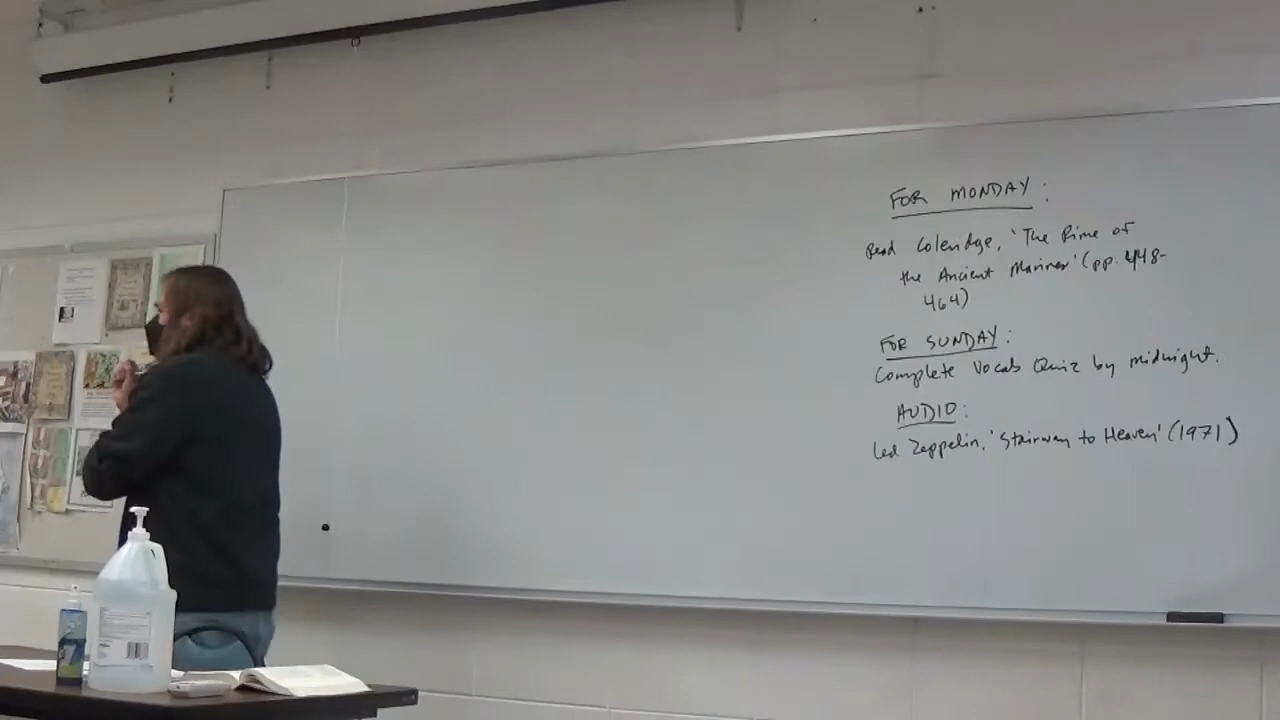 FOR MONDAY:
Read Coleridge, 'The Rime of
the Ancient Mariner' (pp. 448-
464)
FOR SUNDAY:
Complete Vocab Quiz by midnight.
AUDIO:
Led Zeppelin, 'Stairway to Heaven' (1971)